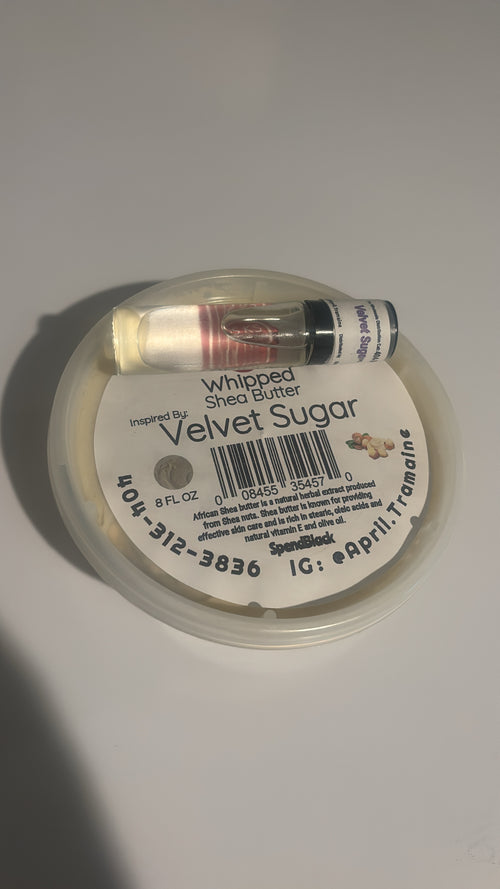 Velvet Sugar
Whipped
Shea Butter
Inspired By:
Velvet Sugar
8 FL OZ
0 08455 35457 0
African Shea butter is a natural herbal extract produced
from Shea nuts. Shea butter is known for providing
effective skin care and is rich in stearic, oleic acids and
natural vitamin E and olive oil.
SpendBlack
404-312-3836
IG: @April.Tramaine